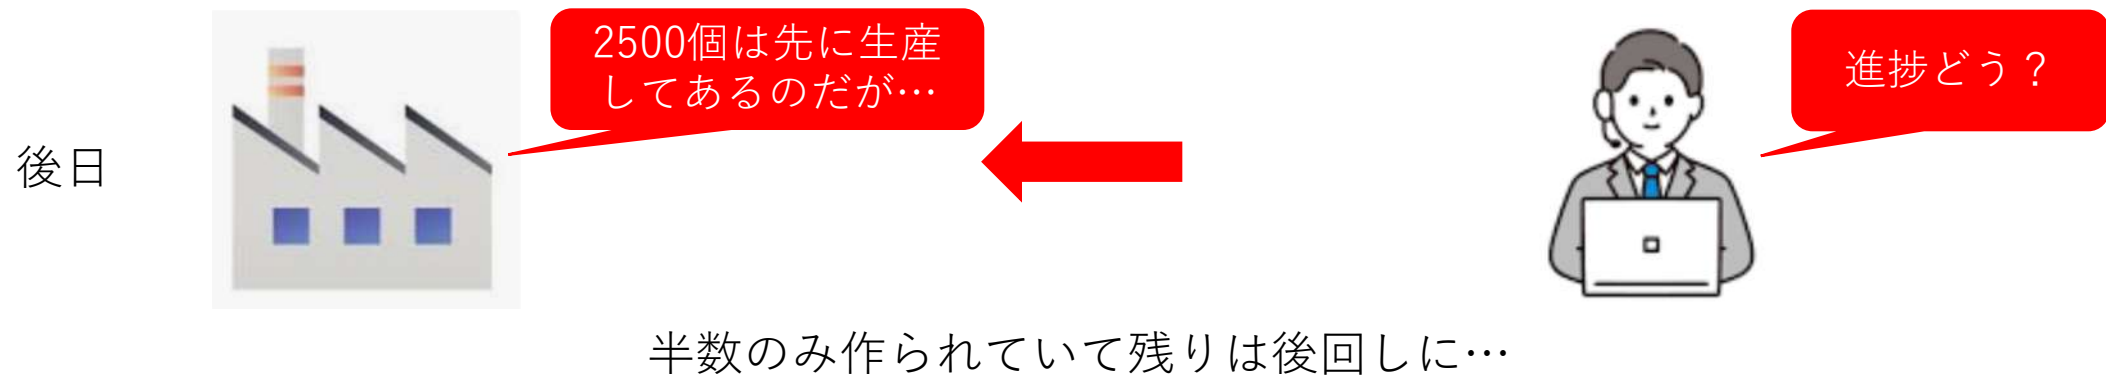 2500個は先に生産
してあるのだが…
進捗どう？
後日
半数のみ作られていて残りは後回しに…